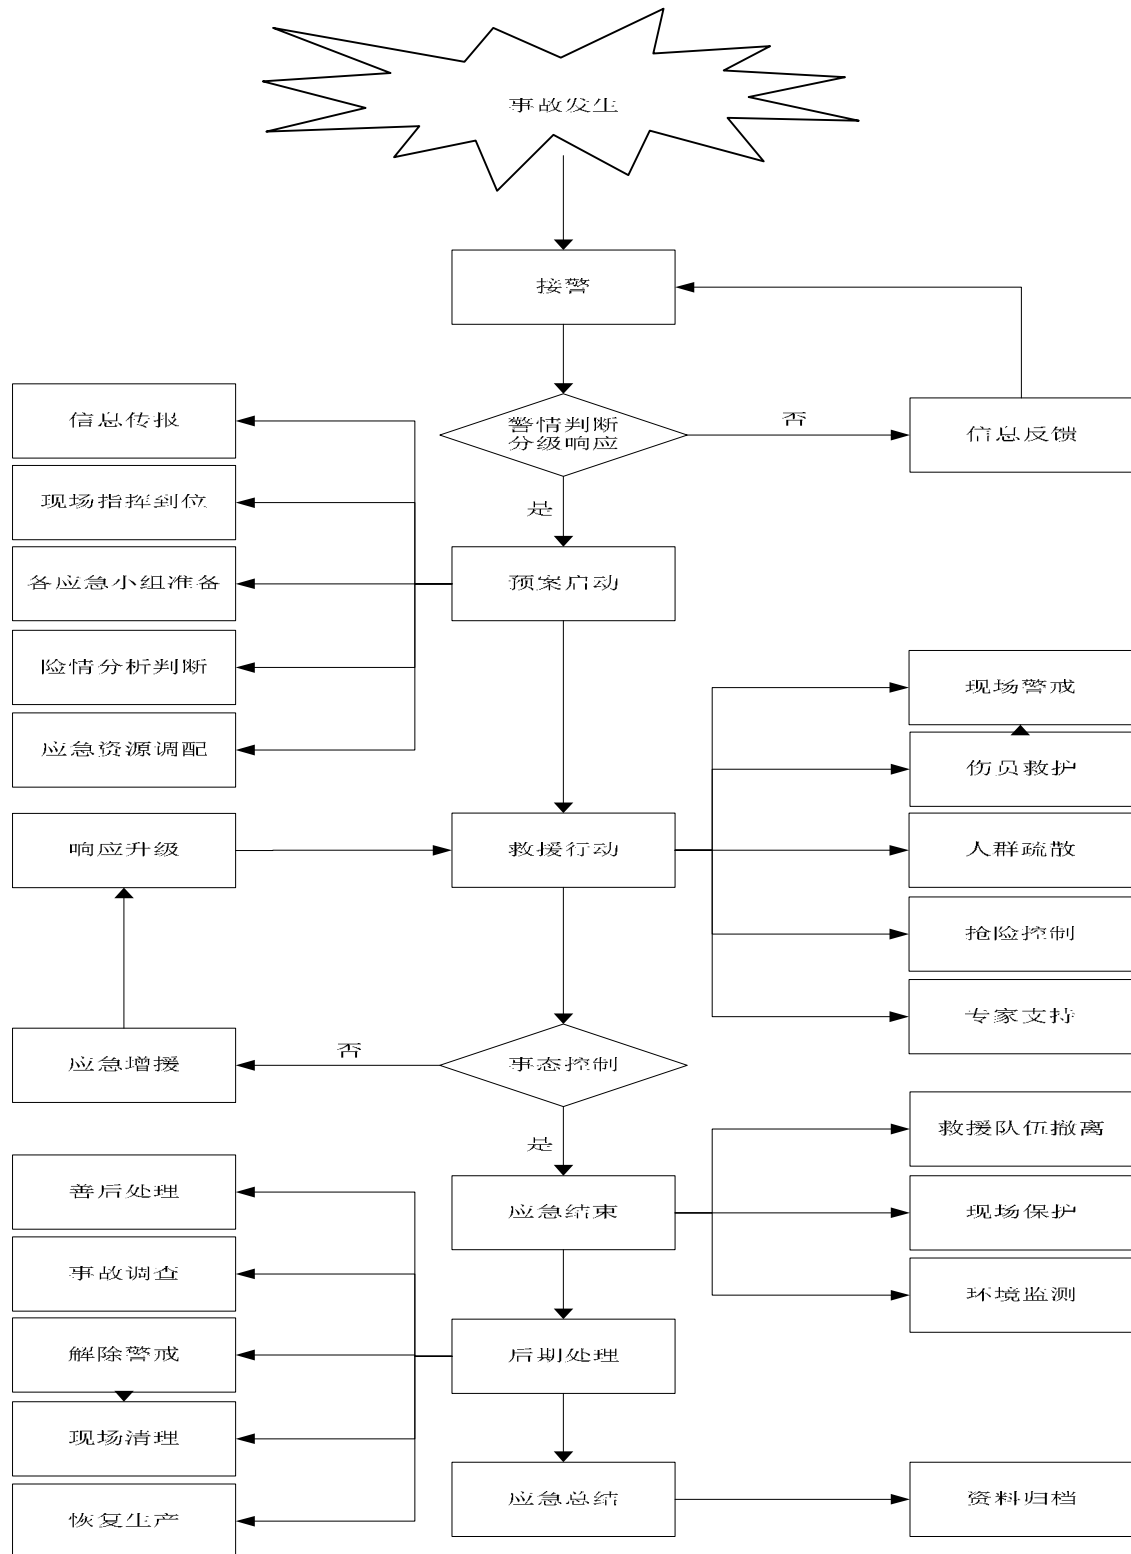 事故发生
接警
信息传报
警情判断
分级响应
否
信息反馈
现场指挥到位
是
各应急小组准备
预案启动
险情分析判断
现场警戒
应急资源调配
伤员救护
响应升级
救援行动
人群疏散
抢险控制
专家支持
应急增援
否
事态控制
救援队伍撤离
是
善后处理
应急结束
现场保护
事故调查
环境监测
解除警戒
后期处理
现场清理
应急总结
资料归档
恢复生产